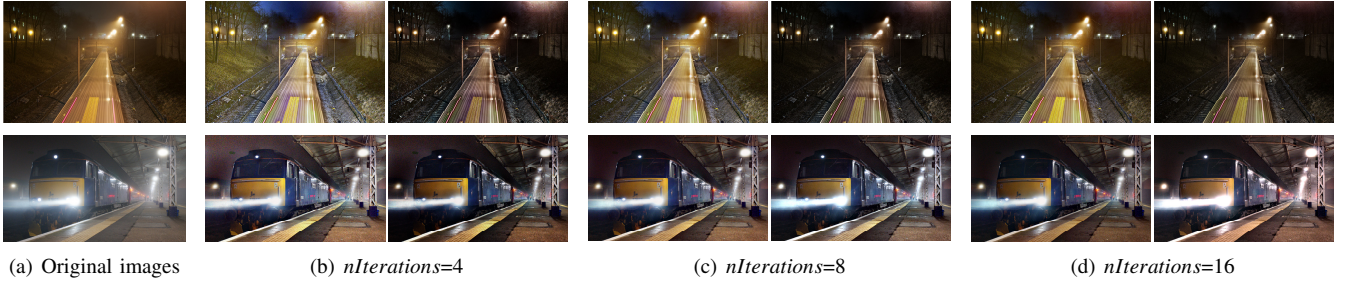 (a) Original images
(b) nIterations=4
(c) nIterations=8
(d) nIterations=16